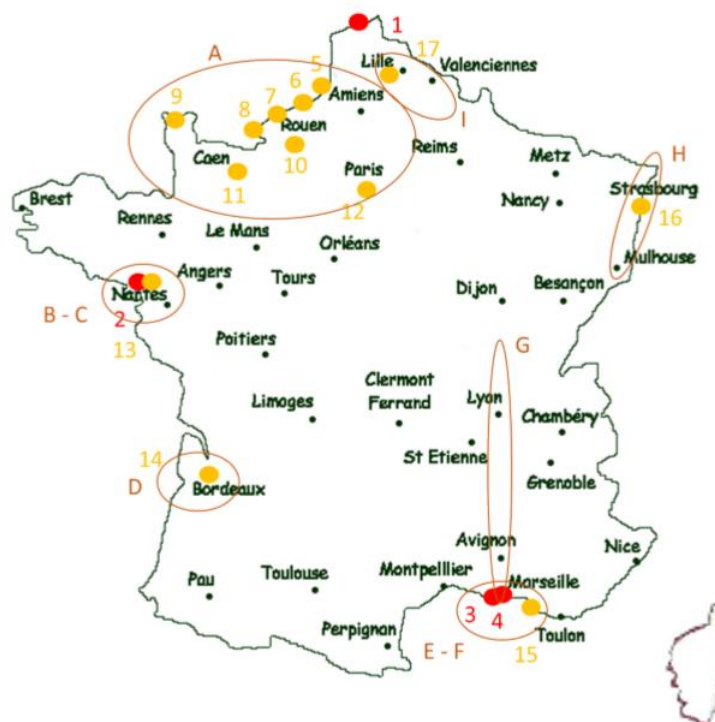 1
A
17
Lille
Valenciennes
5
6
Amiens
7
9
8
Rouen
I
10
Reims
Caen
Metz
H
Paris
11
Strasbourg
12
Nancy
16
Brest
Rennes
Le Mans
Orléans
Mulhouse
Angers
Tours
Dijon
Besançon
Nantes
B - C
2
13
Poitiers
G
Clermont
Ferrand
Limoges
Lyon
Chambéry
St Etienne
14
Grenoble
D
Bordeaux
Avignon
Nice
Montpelllier
Marseille
Pau
Toulouse
3
4
Toulon
Perpignan
E - F
15